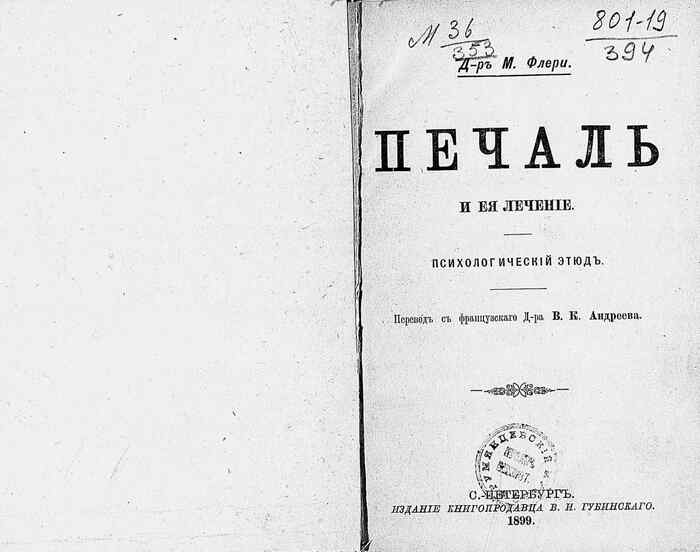 М 36
353
801-19
394
Д-ръ М. Флери.
ПЕЧАЛЬ
И ЕЯ ЛЕЧЕНІЕ.
ПСИХОЛОГИЧЕСКІЙ ЭТЮДЪ.
Переводъ съ французскаго Д-ра В. К. Андреева.
РУМЯНЦЕВСКІЙ
С.-ПЕТЕРБУРГЪ.
ИЗДАНІЕ КНИГОПРОДАВЦА В. И. ГУБИНСКАГО.
1899.